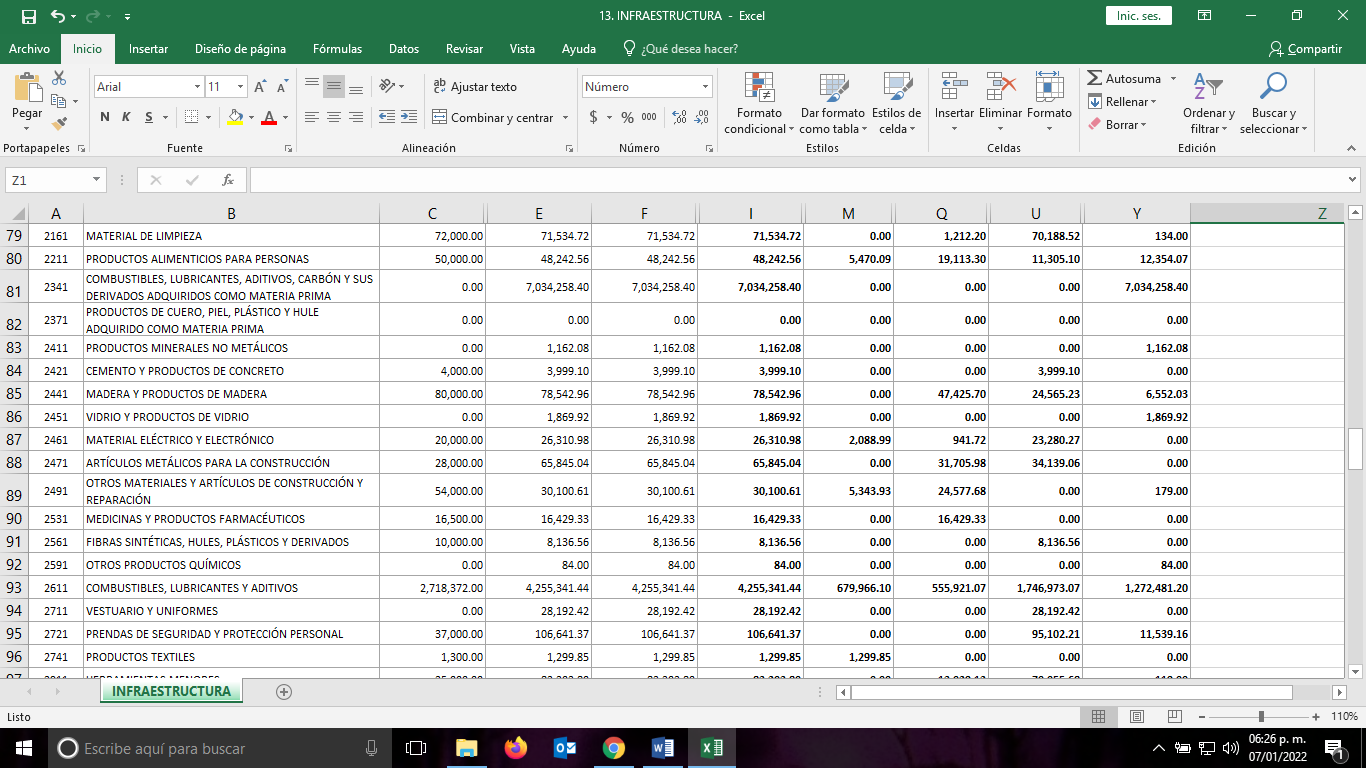 13. INFRAESTRUCTURA - Excel
Inic. ses.
Archivo Inicio Insertar Diseño de página Fórmulas Datos Revisar Vista Ayuda ¿Qué desea hacer? Compartir
Pegar
Arial 11
N K S
Ajustar texto
Combinar y centrar
Número
$ % 000
Formato condicional
Dar formato como tabla
Estilos de celda
Insertar Eliminar Formato
Autosuma
Rellenar
Borrar
Ordenar y filtrar
Buscar y seleccionar
Portapapeles Fuente Alineación Número Estilos Celdas Edición
Z1 fx
A B C E F I M Q U Y Z
79 2161 MATERIAL DE LIMPIEZA 72,000.00 71,534.72 71,534.72 71,534.72 0.00 1,212.20 70,188.52 134.00
80 2211 PRODUCTOS ALIMENTICIOS PARA PERSONAS 50,000.00 48,242.56 48,242.56 48,242.56 5,470.09 19,113.30 11,305.10 12,354.07
81 2341 COMBUSTIBLES, LUBRICANTES, ADITIVOS, CARBÓN Y SUS
DERIVADOS ADQUIRIDOS COMO MATERIA PRIMA 0.00 7,034,258.40 7,034,258.40 7,034,258.40 0.00 0.00 0.00 7,034,258.40
82 2371 PRODUCTOS DE CUERO, PIEL, PLÁSTICO Y HULE
ADQUIRIDO COMO MATERIA PRIMA 0.00 0.00 0.00 0.00 0.00 0.00 0.00 0.00
83 2411 PRODUCTOS MINERALES NO METÁLICOS 0.00 1,162.08 1,162.08 1,162.08 0.00 0.00 0.00 1,162.08
84 2421 CEMENTO Y PRODUCTOS DE CONCRETO 4,000.00 3,999.10 3,999.10 3,999.10 0.00 0.00 3,999.10 0.00
85 2441 MADERA Y PRODUCTOS DE MADERA 80,000.00 78,542.96 78,542.96 78,542.96 0.00 47,425.70 24,565.23 6,552.03
86 2451 VIDRIO Y PRODUCTOS DE VIDRIO 0.00 1,869.92 1,869.92 1,869.92 0.00 0.00 0.00 1,869.92
87 2461 MATERIAL ELÉCTRICO Y ELECTRÓNICO 20,000.00 26,310.98 26,310.98 26,310.98 2,088.99 941.72 23,280.27 0.00
88 2471 ARTÍCULOS METÁLICOS PARA LA CONSTRUCCIÓN 28,000.00 65,845.04 65,845.04 65,845.04 0.00 31,705.98 34,139.06 0.00
89 2491 OTROS MATERIALES Y ARTÍCULOS DE CONSTRUCCIÓN Y
REPARACIÓN 54,000.00 30,100.61 30,100.61 30,100.61 5,343.93 24,577.68 0.00 179.00
90 2531 MEDICINAS Y PRODUCTOS FARMACÉUTICOS 16,500.00 16,429.33 16,429.33 16,429.33 0.00 16,429.33 0.00 0.00
91 2561 FIBRAS SINTÉTICAS, HULES, PLÁSTICOS Y DERIVADOS 10,000.00 8,136.56 8,136.56 8,136.56 0.00 0.00 8,136.56 0.00
92 2591 OTROS PRODUCTOS QUÍMICOS 0.00 84.00 84.00 84.00 0.00 0.00 0.00 84.00
93 2611 COMBUSTIBLES, LUBRICANTES Y ADITIVOS 2,718,372.00 4,255,341.44 4,255,341.44 4,255,341.44 679,966.10 555,921.07 1,746,973.07 1,272,481.20
94 2711 VESTUARIO Y UNIFORMES 0.00 28,192.42 28,192.42 28,192.42 0.00 0.00 28,192.42 0.00
95 2721 PRENDAS DE SEGURIDAD Y PROTECCIÓN PERSONAL 37,000.00 106,641.37 106,641.37 106,641.37 0.00 0.00 95,102.21 11,539.16
96 2741 PRODUCTOS TEXTILES 1,300.00 1,299.85 1,299.85 1,299.85 1,299.85 0.00 0.00 0.00
INFRAESTRUCTURA
Listo 110%
Escribe aquí para buscar
06:26 p. m.
07/01/2022
1